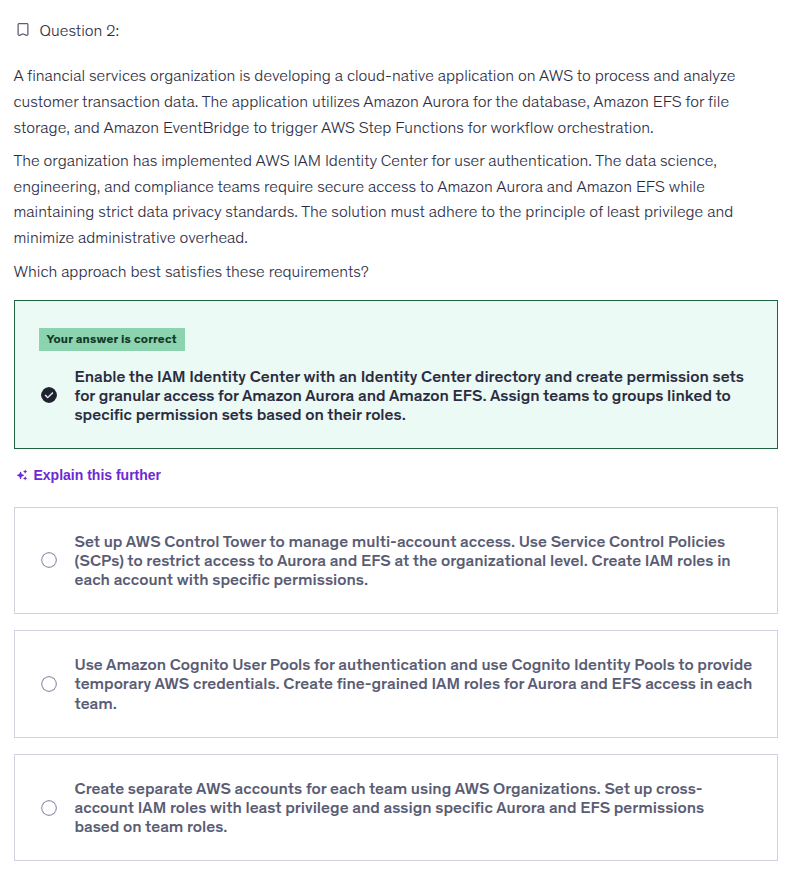 Question 2:
A financial services organization is developing a cloud-native application on AWS to process and analyze
customer transaction data. The application utilizes Amazon Aurora for the database, Amazon EFS for file
storage, and Amazon EventBridge to trigger AWS Step Functions for workflow orchestration.
The organization has implemented AWS IAM Identity Center for user authentication. The data science,
engineering, and compliance teams require secure access to Amazon Aurora and Amazon EFS while
maintaining strict data privacy standards. The solution must adhere to the principle of least privilege and
minimize administrative overhead.
Which approach best satisfies these requirements?
Your answer is correct
Enable the IAM Identity Center with an Identity Center directory and create permission sets
for granular access for Amazon Aurora and Amazon EFS. Assign teams to groups linked to
specific permission sets based on their roles.
Explain this further
Set up AWS Control Tower to manage multi-account access. Use Service Control Policies
(SCPs) to restrict access to Aurora and EFS at the organizational level. Create IAM roles in
each account with specific permissions.
Use Amazon Cognito User Pools for authentication and use Cognito Identity Pools to provide
temporary AWS credentials. Create fine-grained IAM roles for Aurora and EFS access in each
team.
Create separate AWS accounts for each team using AWS Organizations. Set up cross-
account IAM roles with least privilege and assign specific Aurora and EFS permissions
based on team roles.